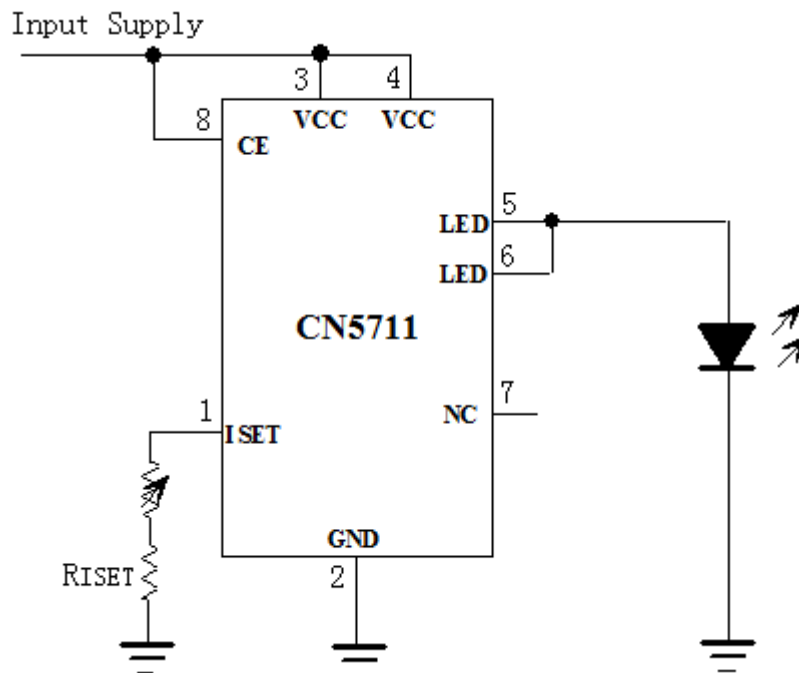 Input Supply
3
4
8
VCC
VCC
CE
5
LED
6
LED
CN5711
7
NC
1
ISET
GND
RISET
2